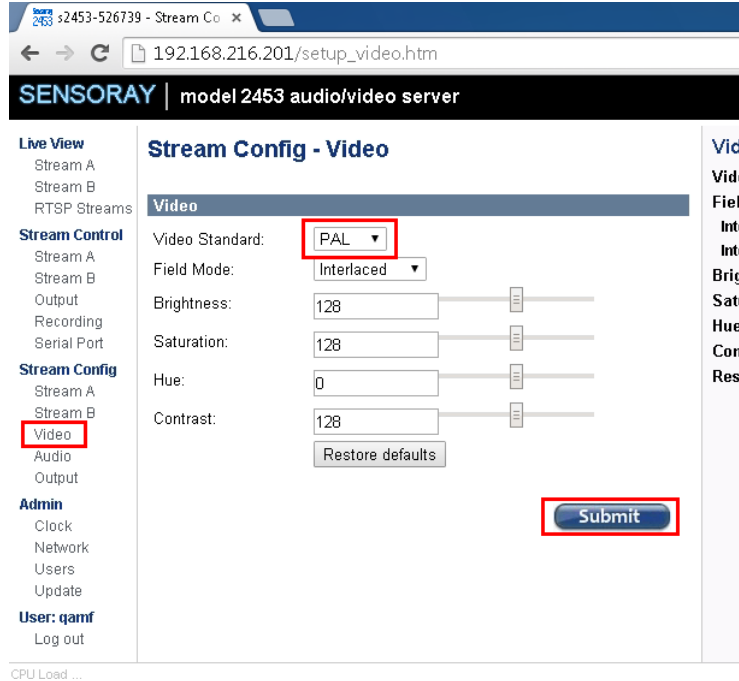 s2453-526739 - Stream Co
192.168.216.201/setup_video.htm
SENSORAY | model 2453 audio/video server
Live View
Stream A
Stream B
RTSP Streams
Stream Control
Stream A
Stream B
Output
Recording
Serial Port
Stream Config
Stream A
Stream B
Video
Audio
Output
Admin
Clock
Network
Users
Update
User: qamf
Log out
Stream Config - Video
Video
Video Standard: PAL
Field Mode: Interlaced
Brightness: 128
Saturation: 128
Hue: 0
Contrast: 128
Restore defaults
Submit
CPU Load ...